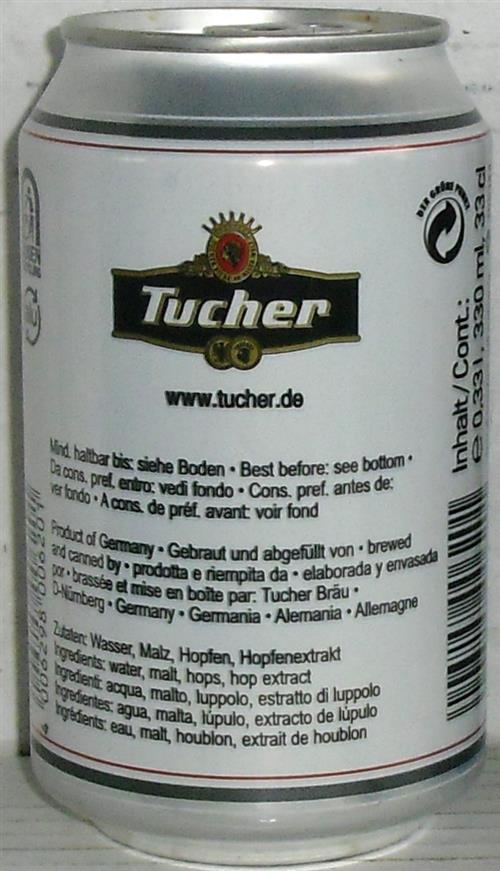 Tucher
www.tucher.de
Mind. haltbar bis: siehe Boden • Best before: see bottom •
Da cons. pref. entro: vedi fondo • Cons. pref. antes de:
ver fondo • A cons. de préf. avant: voir fond
Product of Germany • Gebraut und abgefüllt von • brewed
and canned by • prodotta e riempita da • elaborada y envasada
por • brassée et mise en boîte par: Tucher Bräu •
D-Nürnberg • Germany • Germania • Alemania • Allemagne
Zutaten: Wasser, Malz, Hopfen, Hopfenextrakt
Ingredients: water, malt, hops, hop extract
Ingredienti: acqua, malto, luppolo, estratto di luppolo
Ingredientes: agua, malta, lúpulo, extracto de lúpulo
Ingrédients: eau, malt, houblon, extrait de houblon
DER GRÜNE PUNKT
Inhalt/Cont.:
e 0,33 l, 330 ml, 33 cl